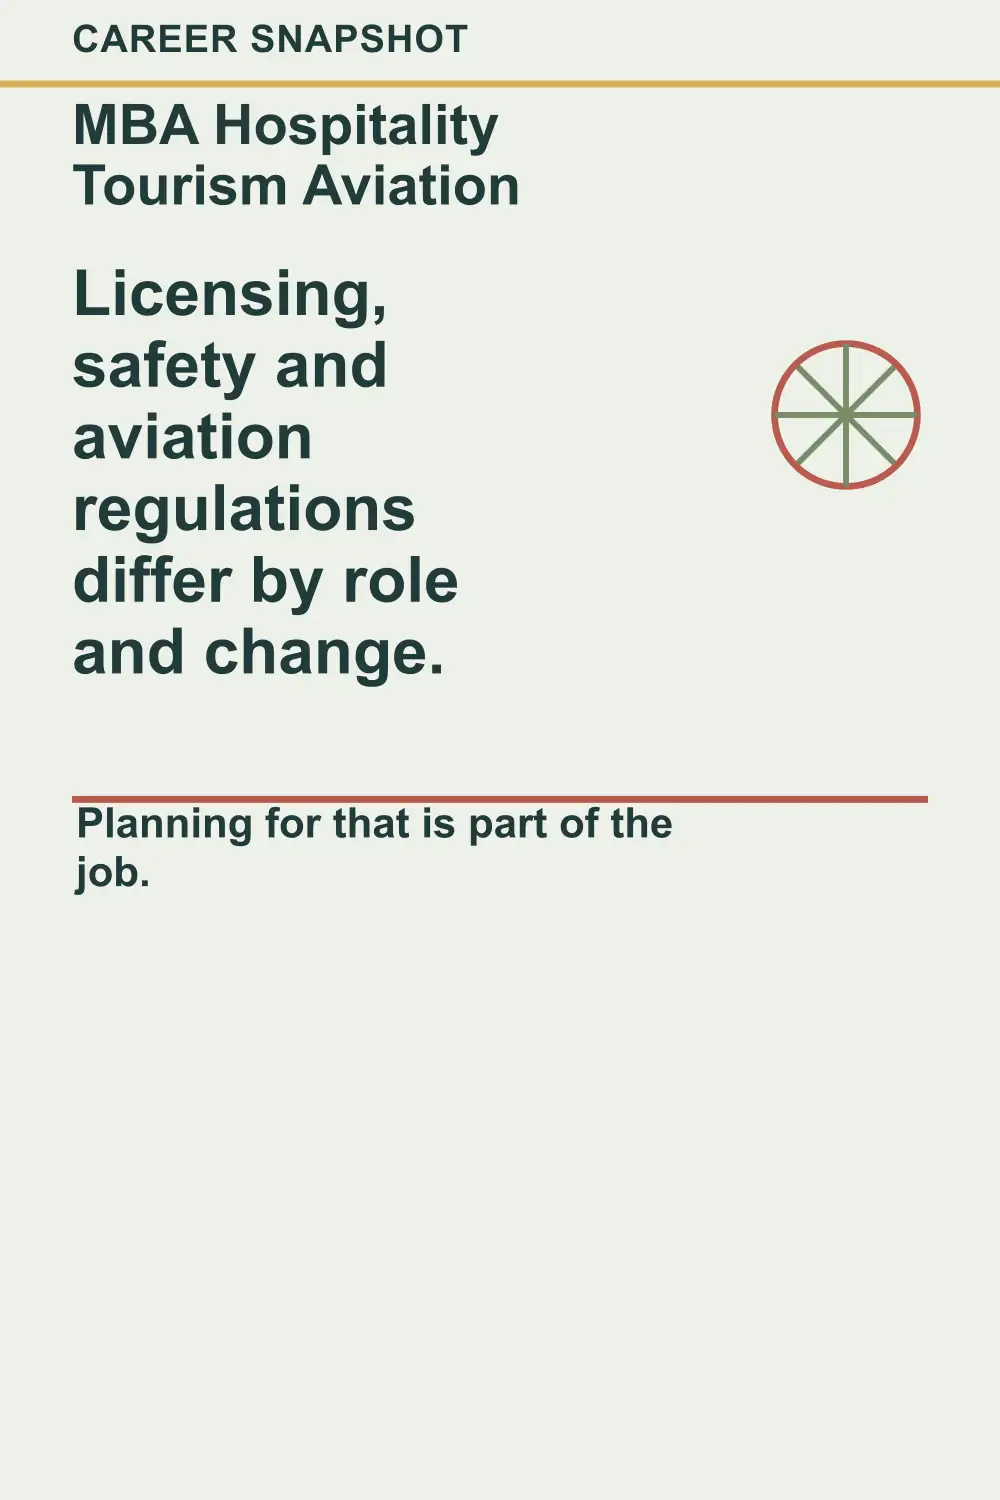 CAREER SNAPSHOT
MBA Hospitality
Tourism Aviation
Licensing,
safety and
aviation
regulations
differ by role
and change.
Planning for that is part of the
job.